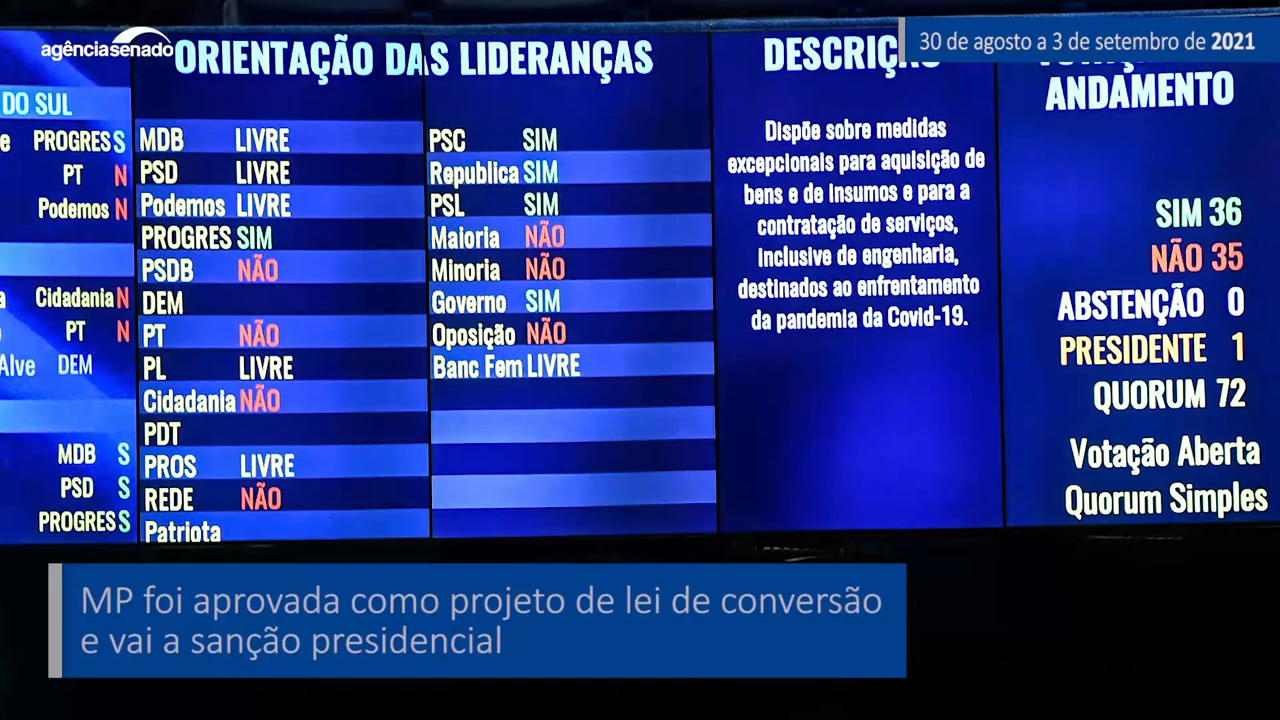 agênciasenado
30 de agosto a 3 de setembro de 2021
DO SUL
e PROGRES S
PT N
Podemos N
a Cidadania N
PT N
Alve DEM
MDB S
PSD S
PROGRES S
ORIENTAÇÃO DAS LIDERANÇAS
MDB LIVRE
PSD LIVRE
Podemos LIVRE
PROGRES SIM
PSDB NÃO
DEM
PT NÃO
PL LIVRE
Cidadania NÃO
PDT
PROS LIVRE
REDE NÃO
Patriota
PSC SIM
Republica SIM
PSL SIM
Maioria NÃO
Minoria NÃO
Governo SIM
Oposição NÃO
Banc Fem LIVRE
DESCRIÇÃO
Dispõe sobre medidas
excepcionais para aquisição de
bens e de insumos e para a
contratação de serviços,
inclusive de engenharia,
destinados ao enfrentamento
da pandemia da Covid-19.
ANDAMENTO
SIM 36
NÃO 35
ABSTENÇÃO 0
PRESIDENTE 1
QUORUM 72
Votação Aberta
Quorum Simples
MP foi aprovada como projeto de lei de conversão
e vai a sanção presidencial